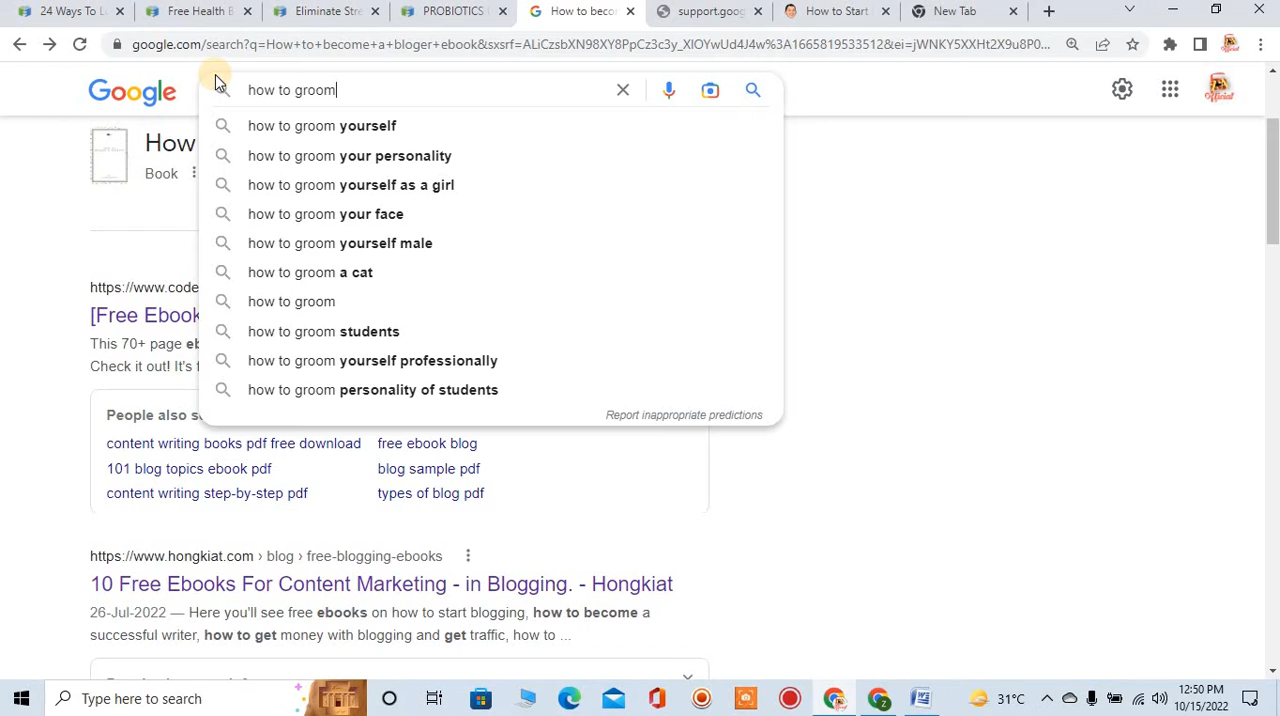 24 Ways To L
Free Health B
Eliminate Stre
PROBIOTICS
How to becor
support.goog
How to Start
New Tab
google.com/search?q=How+to+become+a+bloger+ebook&sxsrf=ALiCzsbXN98XY8PpCz3c3y_XIOYwUd4J4w%3A1665819533512&ei=jWNKY5XXHt2X9u8P0...
Google
how to groom
Official
how to groom yourself
how to groom your personality
how to groom yourself as a girl
how to groom your face
how to groom yourself male
how to groom a cat
how to groom
how to groom students
how to groom yourself professionally
how to groom personality of students
Report inappropriate predictions
How
Book
https://www.code
[Free Ebook
This 70+ page eb
Check it out! It's f
People also se
content writing books pdf free download
free ebook blog
101 blog topics ebook pdf
blog sample pdf
content writing step-by-step pdf
types of blog pdf
https://www.hongkiat.com › blog › free-blogging-ebooks
10 Free Ebooks For Content Marketing - in Blogging. - Hongkiat
26-Jul-2022 — Here you'll see free ebooks on how to start blogging, how to become a
successful writer, how to get money with blogging and get traffic, how to ...
Type here to search
31°C
12:50 PM
10/15/2022